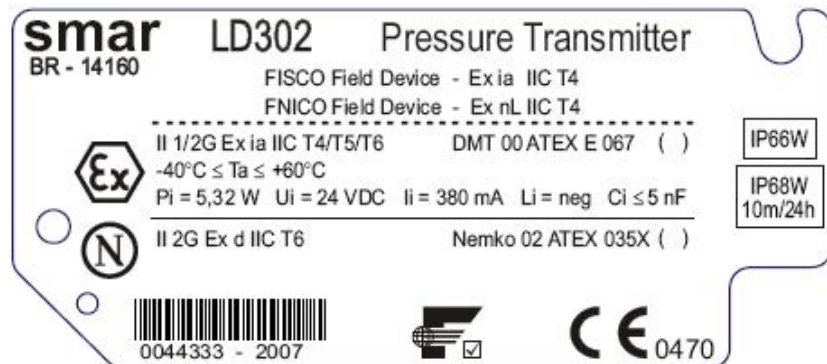 smar LD302 Pressure Transmitter
BR - 14160
FISCO Field Device - Ex ia IIC T4
FNICO Field Device - Ex nL IIC T4
Ex II 1/2G Ex ia IIC T4/T5/T6 DMT 00 ATEX E 067 ( ) IP66W
-40°C ≤ Ta ≤ +60°C
Pi = 5,32 W Ui = 24 VDC Ii = 380 mA Li = neg Ci ≤ 5 nF
IP68W
10m/24h
N II 2G Ex d IIC T6 Nemko 02 ATEX 035X ( )
F CE 0470
0044333 - 2007